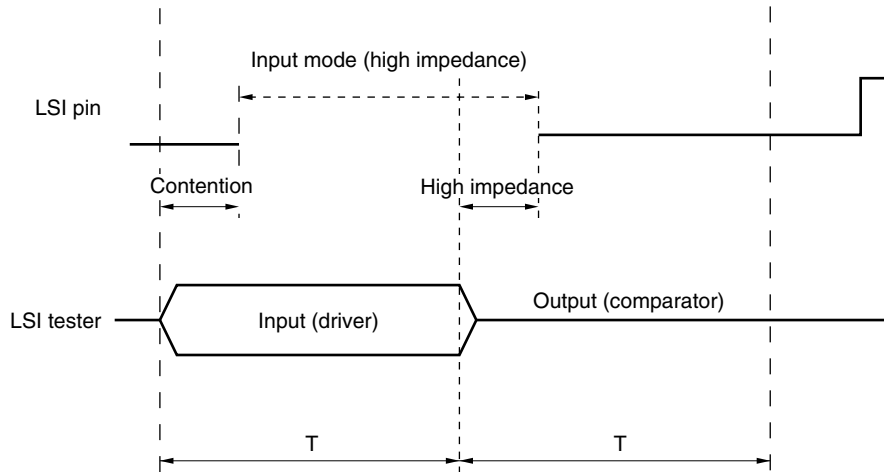 Input mode (high impedance)
LSI pin
Contention
High impedance
LSI tester
Input (driver)
Output (comparator)
T
T